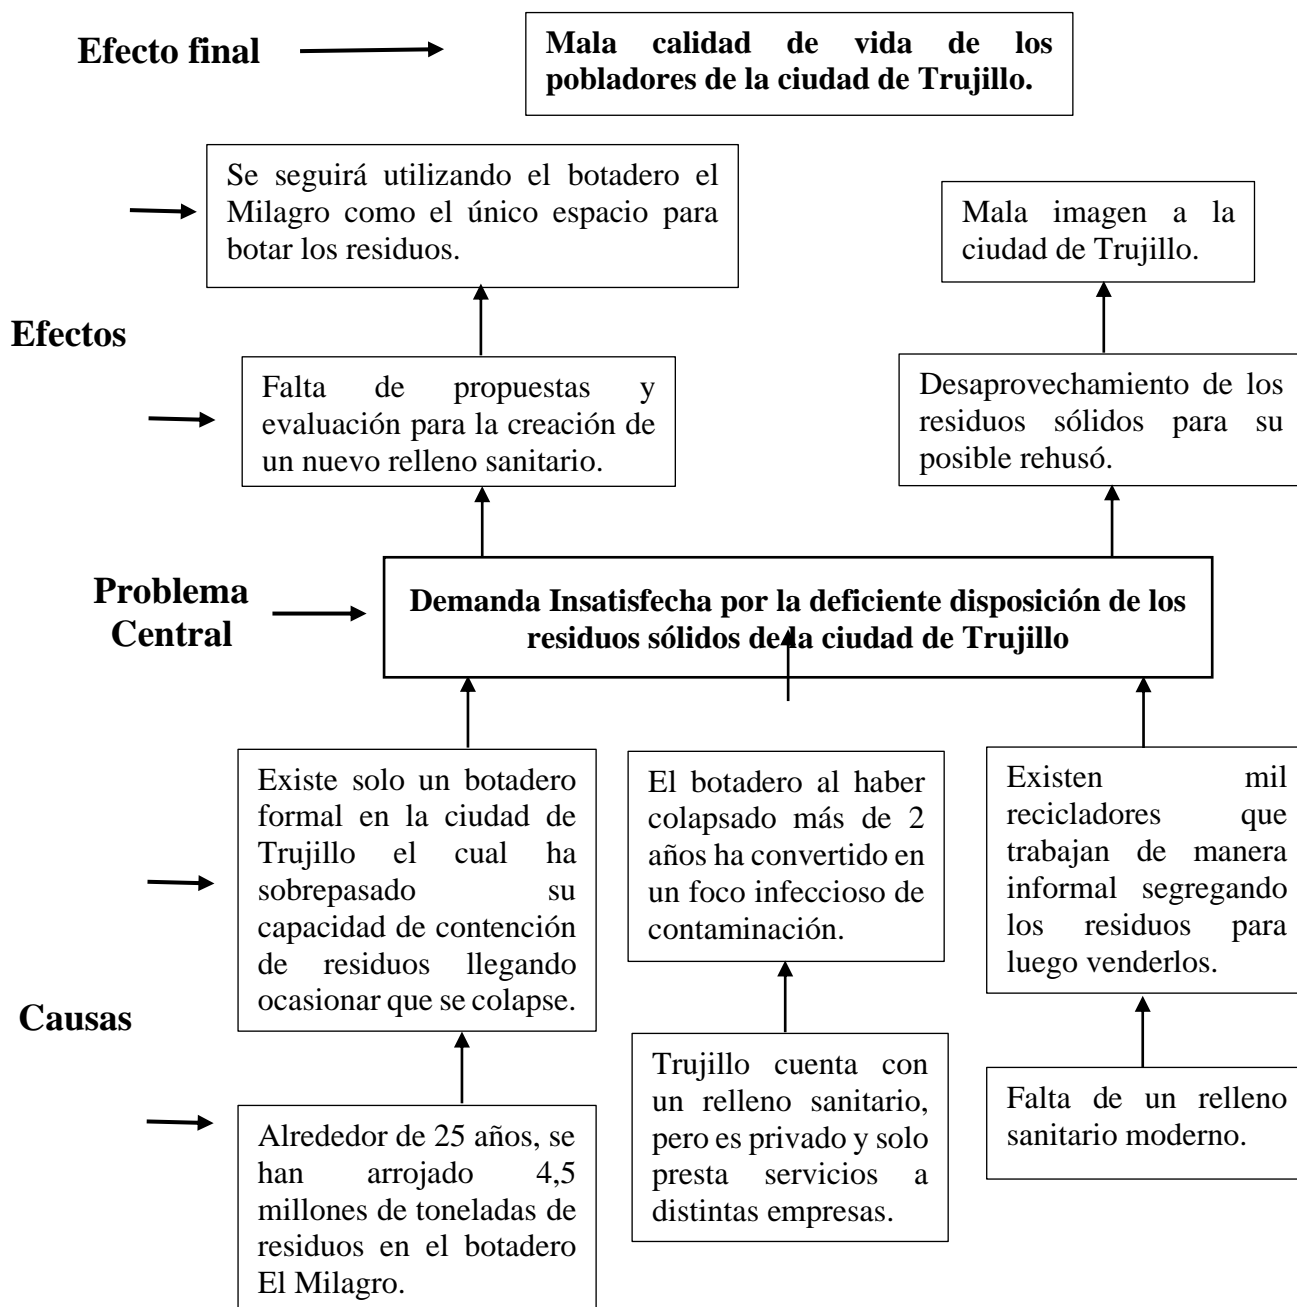 Efecto final
Mala calidad de vida de los
pobladores de la ciudad de Trujillo.
Se seguirá utilizando el botadero el
Milagro como el único espacio para
botar los residuos.
Mala imagen a la
ciudad de Trujillo.
Efectos
Falta de propuestas y
evaluación para la creación de
un nuevo relleno sanitario.
Desaprovechamiento de los
residuos sólidos para su
posible rehusó.
Problema
Central
Demanda Insatisfecha por la deficiente disposición de los
residuos sólidos de la ciudad de Trujillo
Existe solo un botadero
formal en la ciudad de
Trujillo el cual ha
sobrepasado su
capacidad de contención
de residuos llegando
ocasionar que se colapse.
El botadero al haber
colapsado más de 2
años ha convertido en
un foco infeccioso de
contaminación.
Existen mil
recicladores que
trabajan de manera
informal segregando
los residuos para
luego venderlos.
Causas
Alrededor de 25 años, se
han arrojado 4,5
millones de toneladas de
residuos en el botadero
El Milagro.
Trujillo cuenta con
un relleno sanitario,
pero es privado y solo
presta servicios a
distintas empresas.
Falta de un relleno
sanitario moderno.